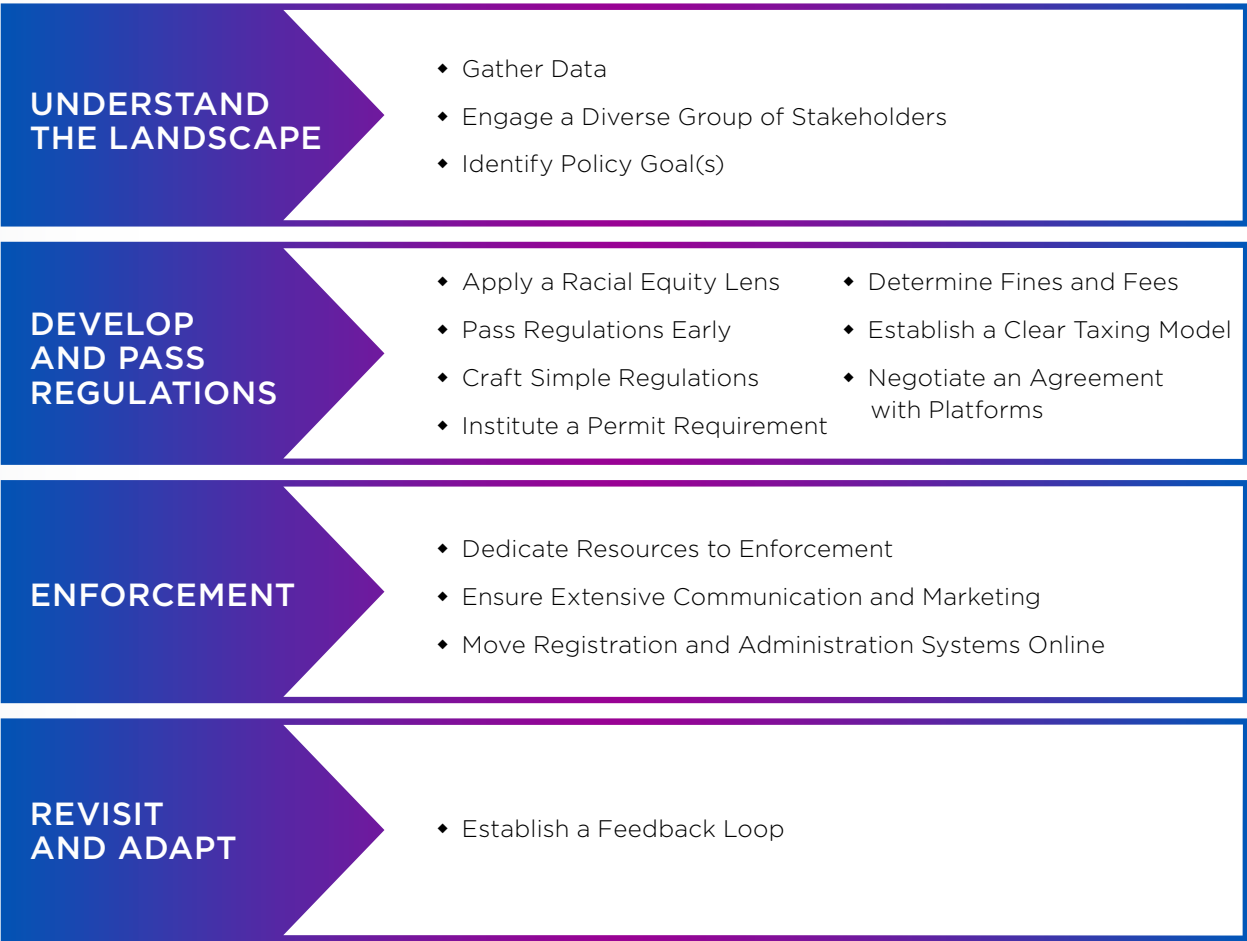 UNDERSTAND
THE LANDSCAPE
◆ Gather Data
◆ Engage a Diverse Group of Stakeholders
◆ Identify Policy Goal(s)
DEVELOP
AND PASS
REGULATIONS
◆ Apply a Racial Equity Lens
◆ Pass Regulations Early
◆ Craft Simple Regulations
◆ Institute a Permit Requirement
◆ Determine Fines and Fees
◆ Establish a Clear Taxing Model
◆ Negotiate an Agreement
with Platforms
ENFORCEMENT
◆ Dedicate Resources to Enforcement
◆ Ensure Extensive Communication and Marketing
◆ Move Registration and Administration Systems Online
REVISIT
AND ADAPT
◆ Establish a Feedback Loop